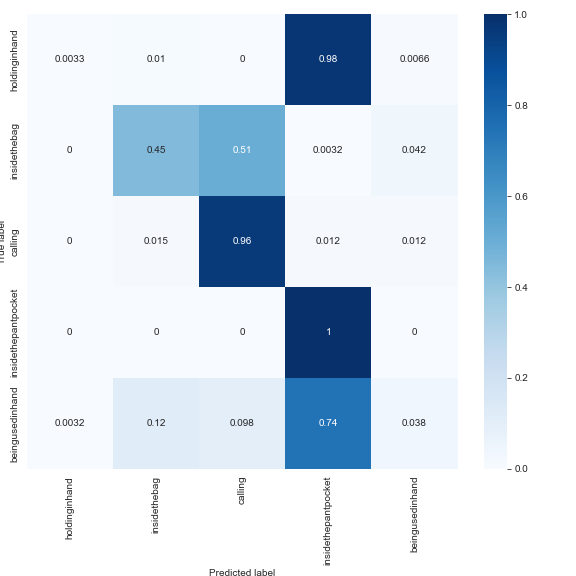 holdinginhand 0.0033 0.01 0 0.98 0.0066
insidethebag 0 0.45 0.51 0.0032 0.042
True label
calling 0 0.015 0.96 0.012 0.012
insidethepantpocket 0 0 0 1 0
beingusedinhand 0.0032 0.12 0.098 0.74 0.038
holdinginhand insidethebag calling insidethepantpocket beingusedinhand
Predicted label
1.0
0.8
0.6
0.4
0.2
0.0